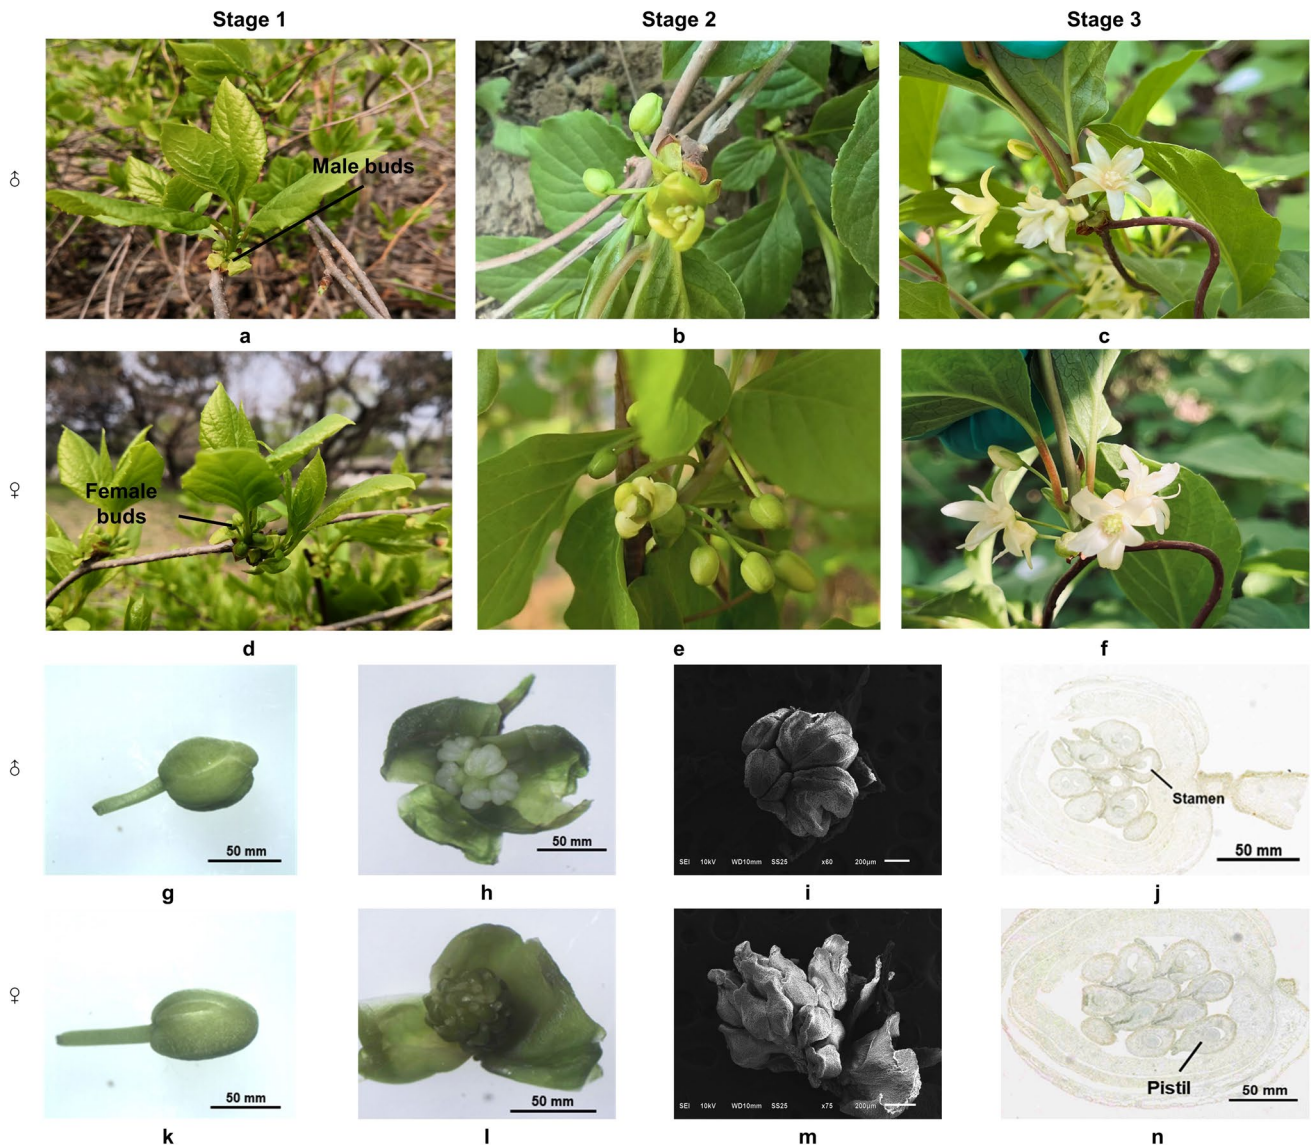 Stage 1
Stage 2
Stage 3
♂
Male buds
a
b
c
♀
Female
buds
d
e
f
♂
50 mm
50 mm
SEI 10kV WD10mm SS25 x60 200µm
Stamen
50 mm
g
h
i
j
♀
50 mm
50 mm
SEI 10kV WD10mm SS25 x75 200µm
Pistil
50 mm
k
l
m
n